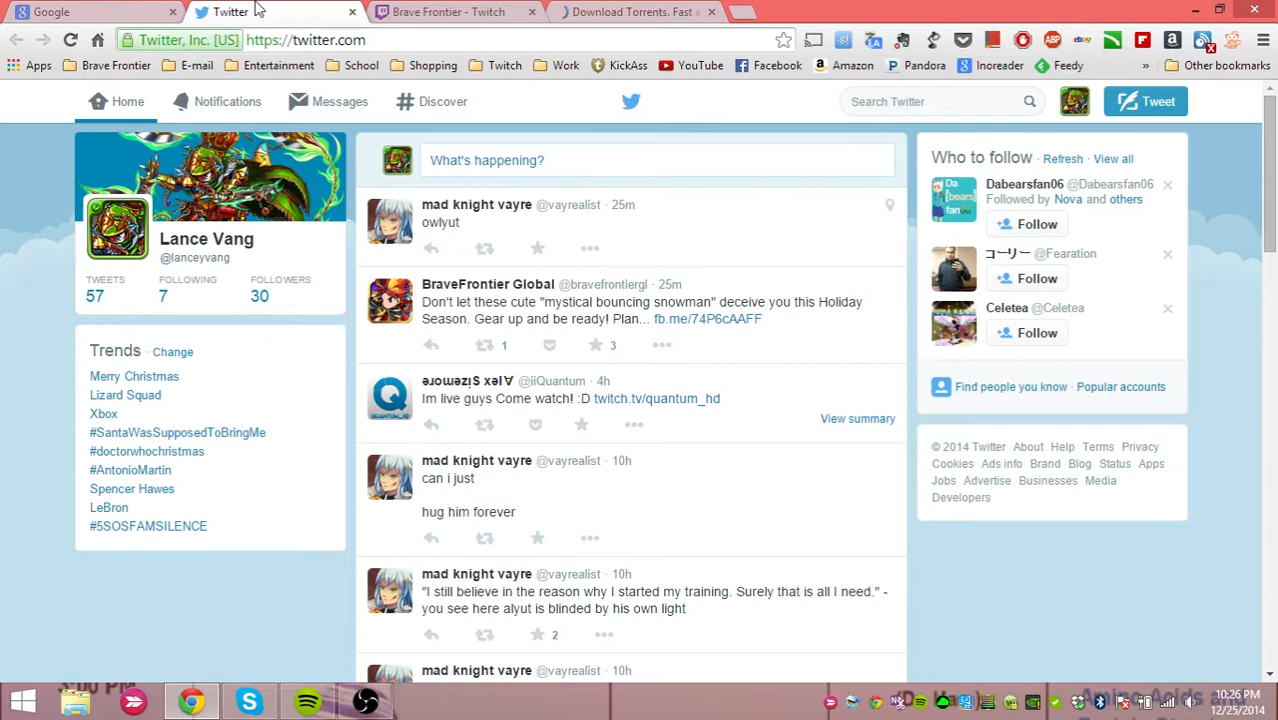 Google
Twitter
Brave Frontier - Twitch
Download Torrents. Fast a
Twitter, Inc. [US]
https://twitter.com
Apps
Brave Frontier
E-mail
Entertainment
School
Shopping
Twitch
Work
KickAss
YouTube
Facebook
Amazon
Pandora
Inoreader
Feedy
»
Other bookmarks
Home
Notifications
Messages
Discover
Search Twitter
Tweet
Lance Vang
@lanceyvang
TWEETS FOLLOWING FOLLOWERS
57 7 30
Trends · Change
Merry Christmas
Lizard Squad
Xbox
#SantaWasSupposedToBringMe
#doctorwhochristmas
#AntonioMartin
Spencer Hawes
LeBron
#5SOSFAMSILENCE
What's happening?
mad knight vayre @vayrealist · 25m
owlyut
BraveFrontier Global @bravefrontiergl · 25m
Don't let these cute "mystical bouncing snowman" deceive you this Holiday
Season. Gear up and be ready! Plan... fb.me/74P6cAAFF
1 3
ǝɹoɯǝzıS xǝl∀ @iiQuantum · 4h
Im live guys Come watch! :D twitch.tv/quantum_hd
View summary
mad knight vayre @vayrealist · 10h
can i just
hug him forever
mad knight vayre @vayrealist · 10h
"I still believe in the reason why I started my training. Surely that is all I need." -
you see here alyut is blinded by his own light
2
mad knight vayre @vayrealist · 10h
Who to follow · Refresh · View all
Dabearsfan06 @Dabearsfan06
Followed by Nova and others
Follow
コーリー @Fearation
Follow
Celetea @Celetea
Follow
Find people you know · Popular accounts
© 2014 Twitter About Help Terms Privacy
Cookies Ads info Brand Blog Status Apps
Jobs Advertise Businesses Media
Developers
10:26 PM
12/25/2014